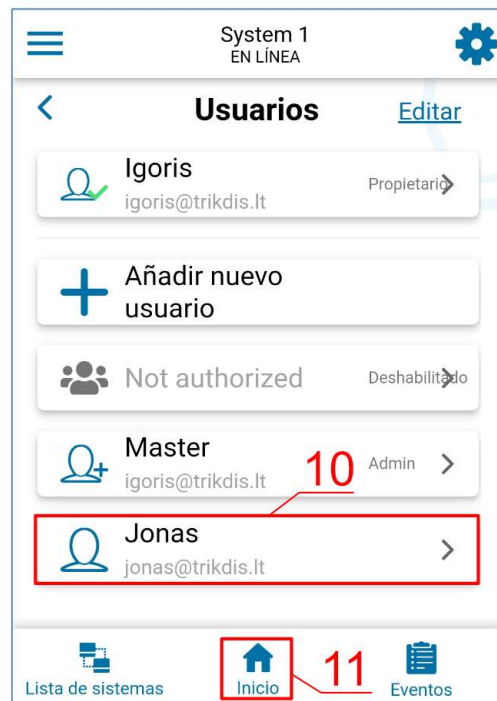 System 1
EN LÍNEA
Usuarios
Editar
Igoris
igoris@trikdis.lt
Propietario
Añadir nuevo
usuario
Not authorized
Deshabilitado
Master
igoris@trikdis.lt
10
Admin
Jonas
jonas@trikdis.lt
Lista de sistemas
Inicio
11
Eventos